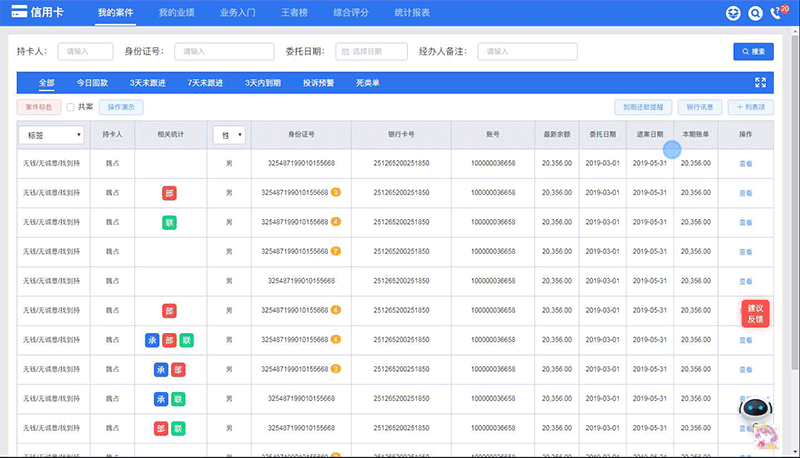 信用卡 我的案件 我的业绩 业务入门 王者榜 综合评分 统计报表 20
持卡人: 请输入 身份证号: 请输入 委托日期: 选择日期 经办人备注: 请输入 搜索
全部 今日回款 3天未跟进 7天未跟进 3天内到期 投诉预警 死类单
案件标色 共案 操作演示 到期还款提醒 银行讯息 + 列表项
标签 持卡人 相关统计 性 身份证号 银行卡号 账号 最新余额 委托日期 退案日期 本期账单 操作
无钱/无诚意/找到持 魏占 男 325487199010155668 251265200251850 100000036658 20,356.00 2019-03-01 2019-05-31 20,356.00 查看
无钱/无诚意/找到持 魏占 邮 男 325487199010155668 3 251265200251850 100000036658 20,356.00 2019-03-01 2019-05-31 20,356.00 查看
无钱/无诚意/找到持 魏占 联 男 325487199010155668 4 251265200251850 100000036658 20,356.00 2019-03-01 2019-05-31 20,356.00 查看
无钱/无诚意/找到持 魏占 男 325487199010155668 7 251265200251850 100000036658 20,356.00 2019-03-01 2019-05-31 20,356.00 查看
无钱/无诚意/找到持 魏占 男 325487199010155668 251265200251850 100000036658 20,356.00 2019-03-01 2019-05-31 20,356.00 查看
无钱/无诚意/找到持 魏占 邮 男 325487199010155668 4 251265200251850 100000036658 20,356.00 2019-03-01 2019-05-31 20,356.00
建议
反馈
无钱/无诚意/找到持 魏占 承 邮 联 男 325487199010155668 251265200251850 100000036658 20,356.00 2019-03-01 2019-05-31 20,356.00 查看
无钱/无诚意/找到持 魏占 承 邮 男 325487199010155668 251265200251850 100000036658 20,356.00 2019-03-01 2019-05-31 20,356.00 查看
无钱/无诚意/找到持 魏占 承 联 男 325487199010155668 251265200251850 100000036658 20,356.00 2019-03-01 2019-05-31 20,356.00
无钱/无诚意/找到持 魏占 邮 联 男 325487199010155668 251265200251850 100000036658 20,356.00 2019-03-01 2019-05-31 20,356.00